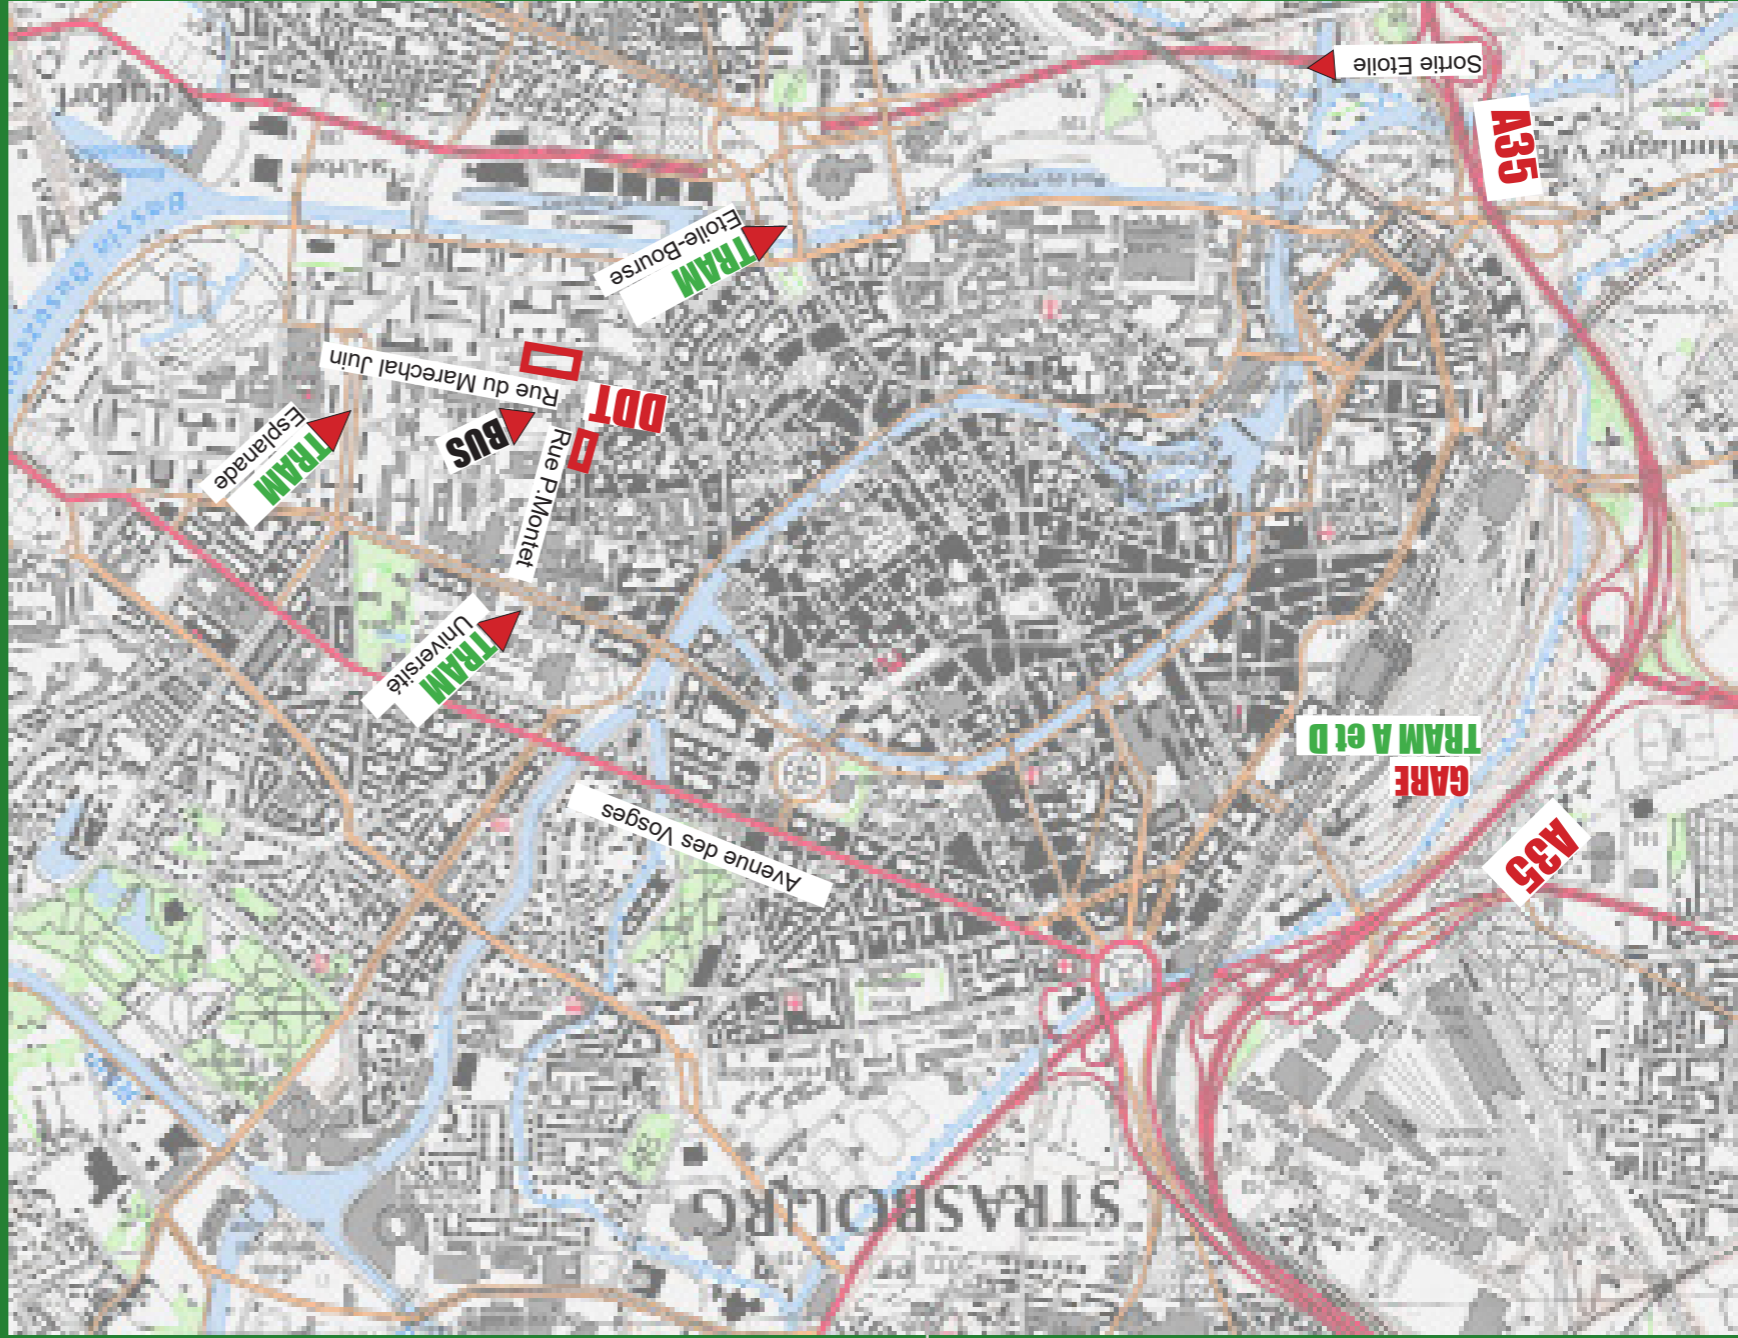 STRASBOURG
A35
GARE
TRAM A et D
Avenue des Vosges
TRAM
Université
Rue P.Montet
TRAM
Esplanade
BUS
DDT
Rue du Marechal Juin
TRAM
Etoile-Bourse
A35
Sortie Etoile